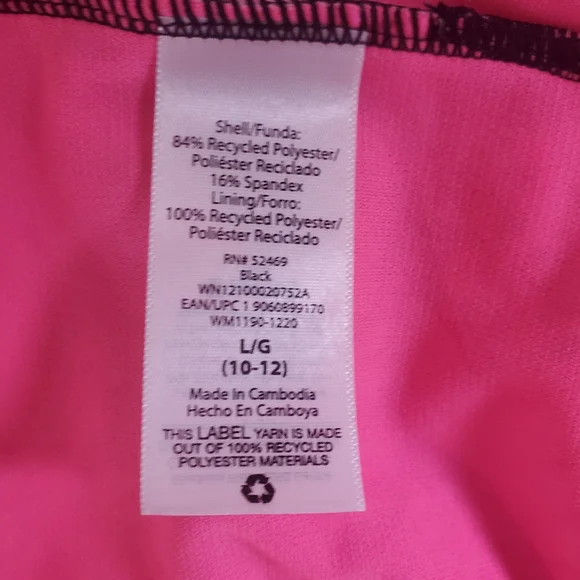 Shell/Funda:
84% Recycled Polyester/
Poliéster Reciclado
16% Spandex
Lining/Forro:
100% Recycled Polyester/
Poliéster Reciclado
RN# 52469
Black
WN12100020752A
EAN/UPC 1 9060899170
WM1190-1220
L/G
(10-12)
Made In Cambodia
Hecho En Camboya
THIS LABEL YARN IS MADE
OUT OF 100% RECYCLED
POLYESTER MATERIALS